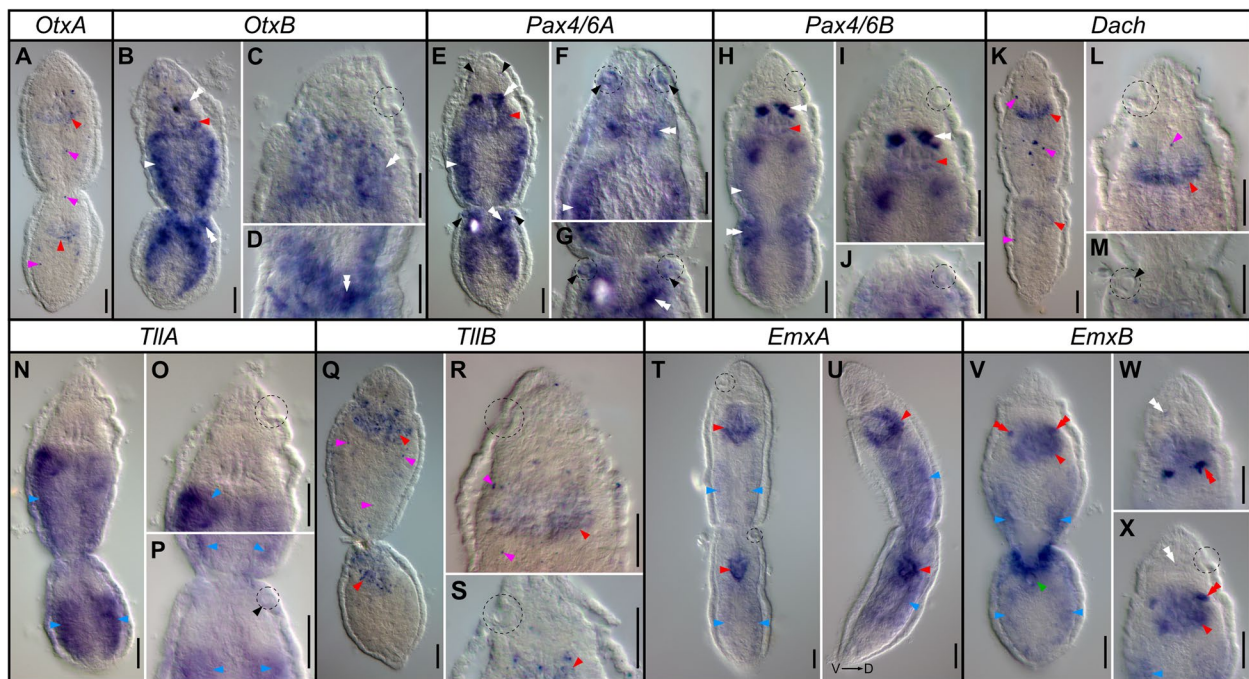 OtxA OtxB Pax4/6A Pax4/6B Dach
A B C E F H I K L
D G J M
TllA TllB EmxA EmxB
N O Q R T U V W
P S X
V → D